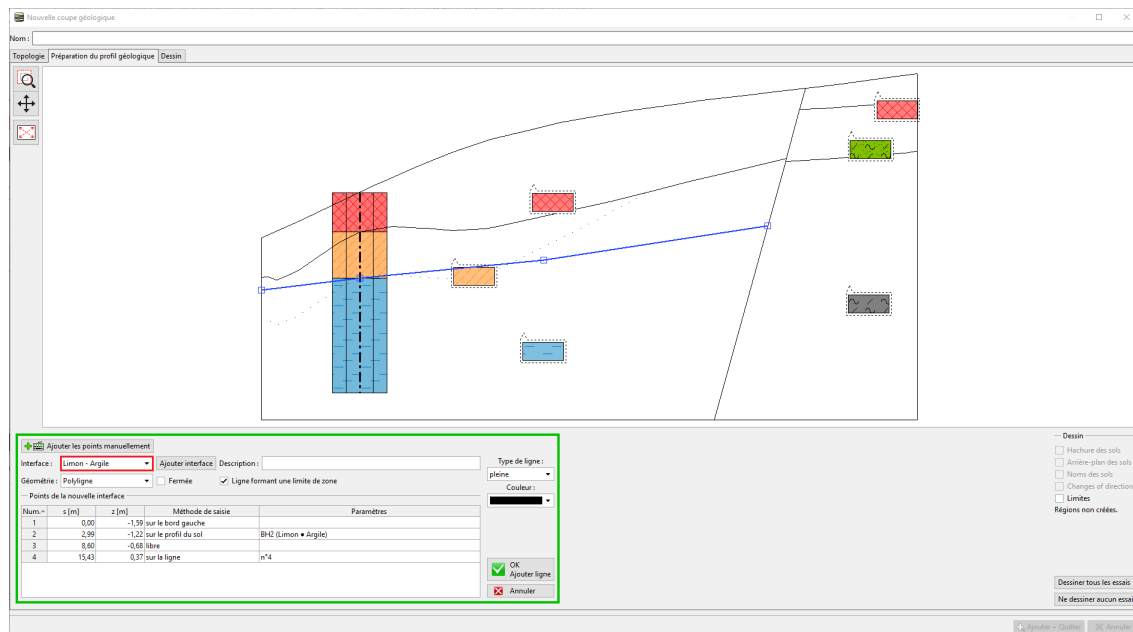 Nouvelle coupe géologique
Nom :
Topologie Préparation du profil géologique Dessin
Ajouter les points manuellement
Interface : Limon - Argile Ajouter interface Description :
Géométrie : Polyligne Fermée Ligne formant une limite de zone
Points de la nouvelle interface
Num. s [m] z [m] Méthode de saisie Paramètres
1 0,00 -1,59 sur le bord gauche
2 2,99 -1,22 sur le profil du sol BH2 (Limon ● Argile)
3 8,60 -0,68 libre
4 15,43 0,37 sur la ligne n°4
Type de ligne :
pleine
Couleur :
OK
Ajouter ligne
Annuler
Dessin
Hachure des sols
Arrière-plan des sols
Noms des sols
Changes of direction
Limites
Régions non créées.
Dessiner tous les essais
Ne dessiner aucun essai
Ajouter + Quitter Annuler